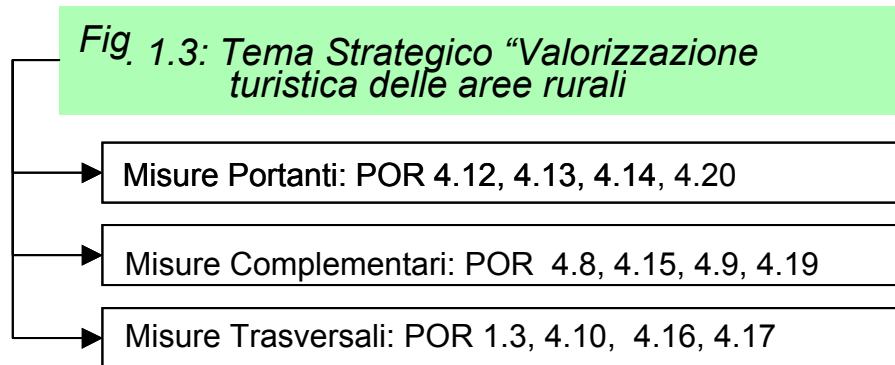 Fig. 1.3: Tema Strategico “Valorizzazione
turistica delle aree rurali
Misure Portanti: POR 4.12, 4.13, 4.14, 4.20
Misure Complementari: POR 4.8, 4.15, 4.9, 4.19
Misure Trasversali: POR 1.3, 4.10, 4.16, 4.17